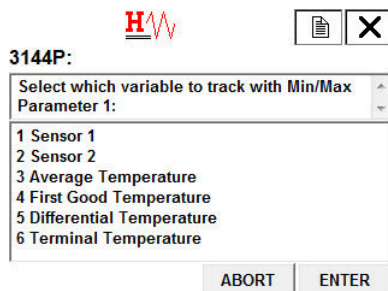 H
3144P:
Select which variable to track with Min/Max
Parameter 1:
1 Sensor 1
2 Sensor 2
3 Average Temperature
4 First Good Temperature
5 Differential Temperature
6 Terminal Temperature
ABORT ENTER